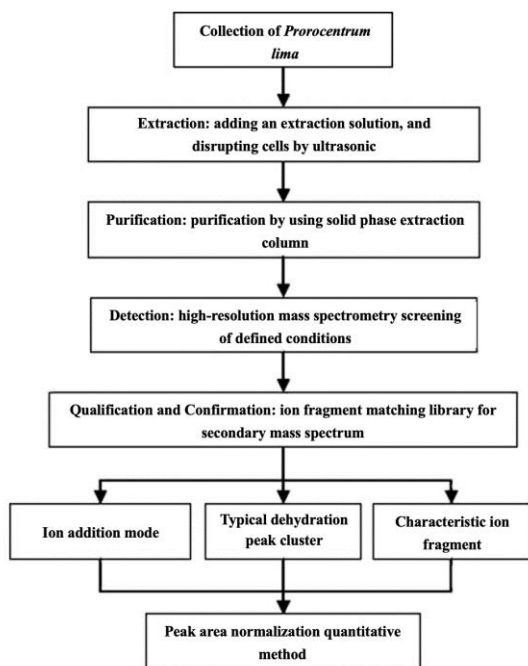 Collection of Prorocentrum
lima
Extraction: adding an extraction solution, and
disrupting cells by ultrasonic
Purification: purification by using solid phase extraction
column
Detection: high-resolution mass spectrometry screening
of defined conditions
Qualification and Confirmation: ion fragment matching library for
secondary mass spectrum
Ion addition mode
Typical dehydration
peak cluster
Characteristic ion
fragment
Peak area normalization quantitative
method